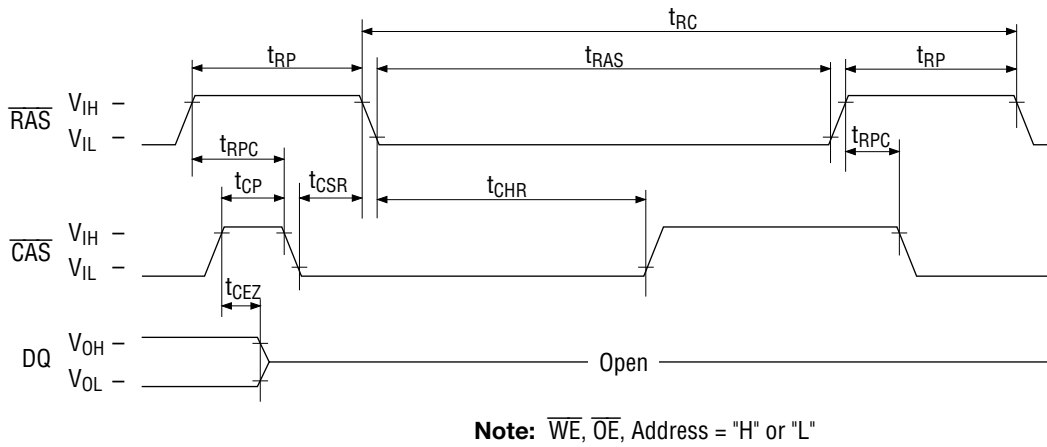 tRC
tRP tRAS tRP
RAS VIH
VIL
tRPC tRPC
tCP tCSR tCHR
CAS VIH
VIL
tCEZ
DQ VOH
VOL
Open
Note: WE, OE, Address = "H" or "L"